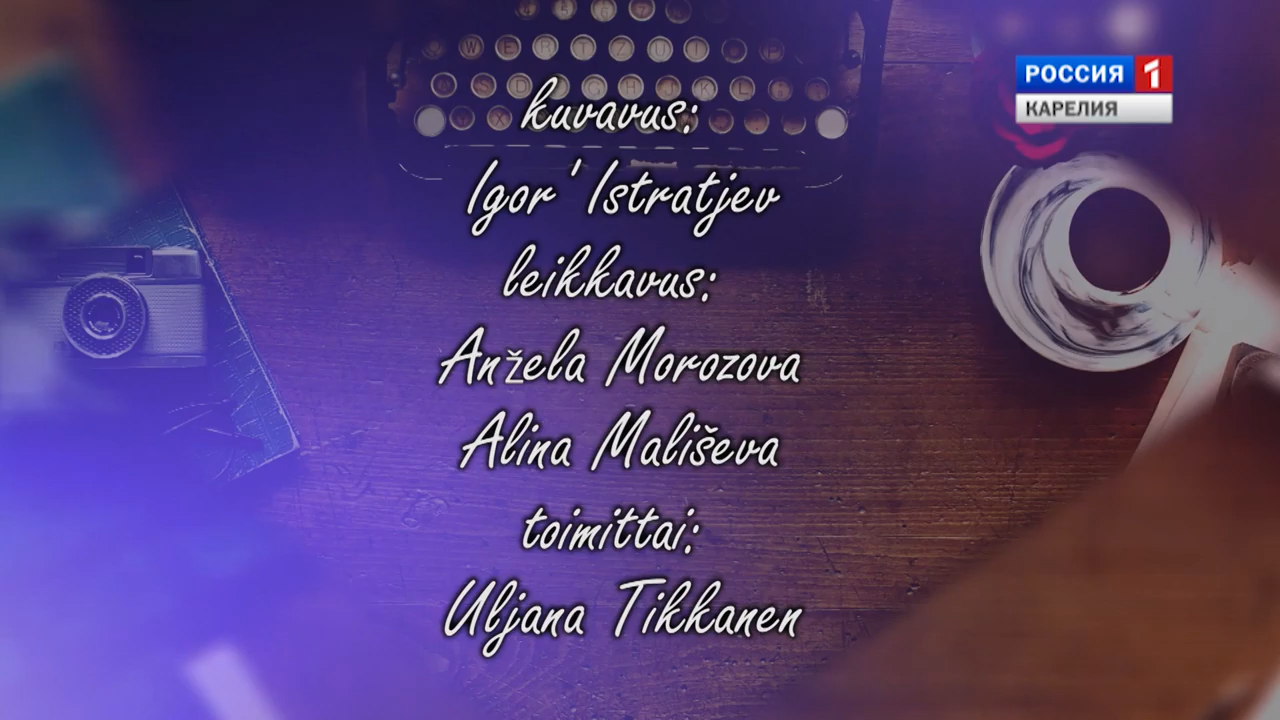 РОССИЯ 1
КАРЕЛИЯ
kuvavus:
Igor' Istratjev
leikkavus:
Anžela Morozova
Alina Mališeva
toimittai:
Uljana Tikkanen